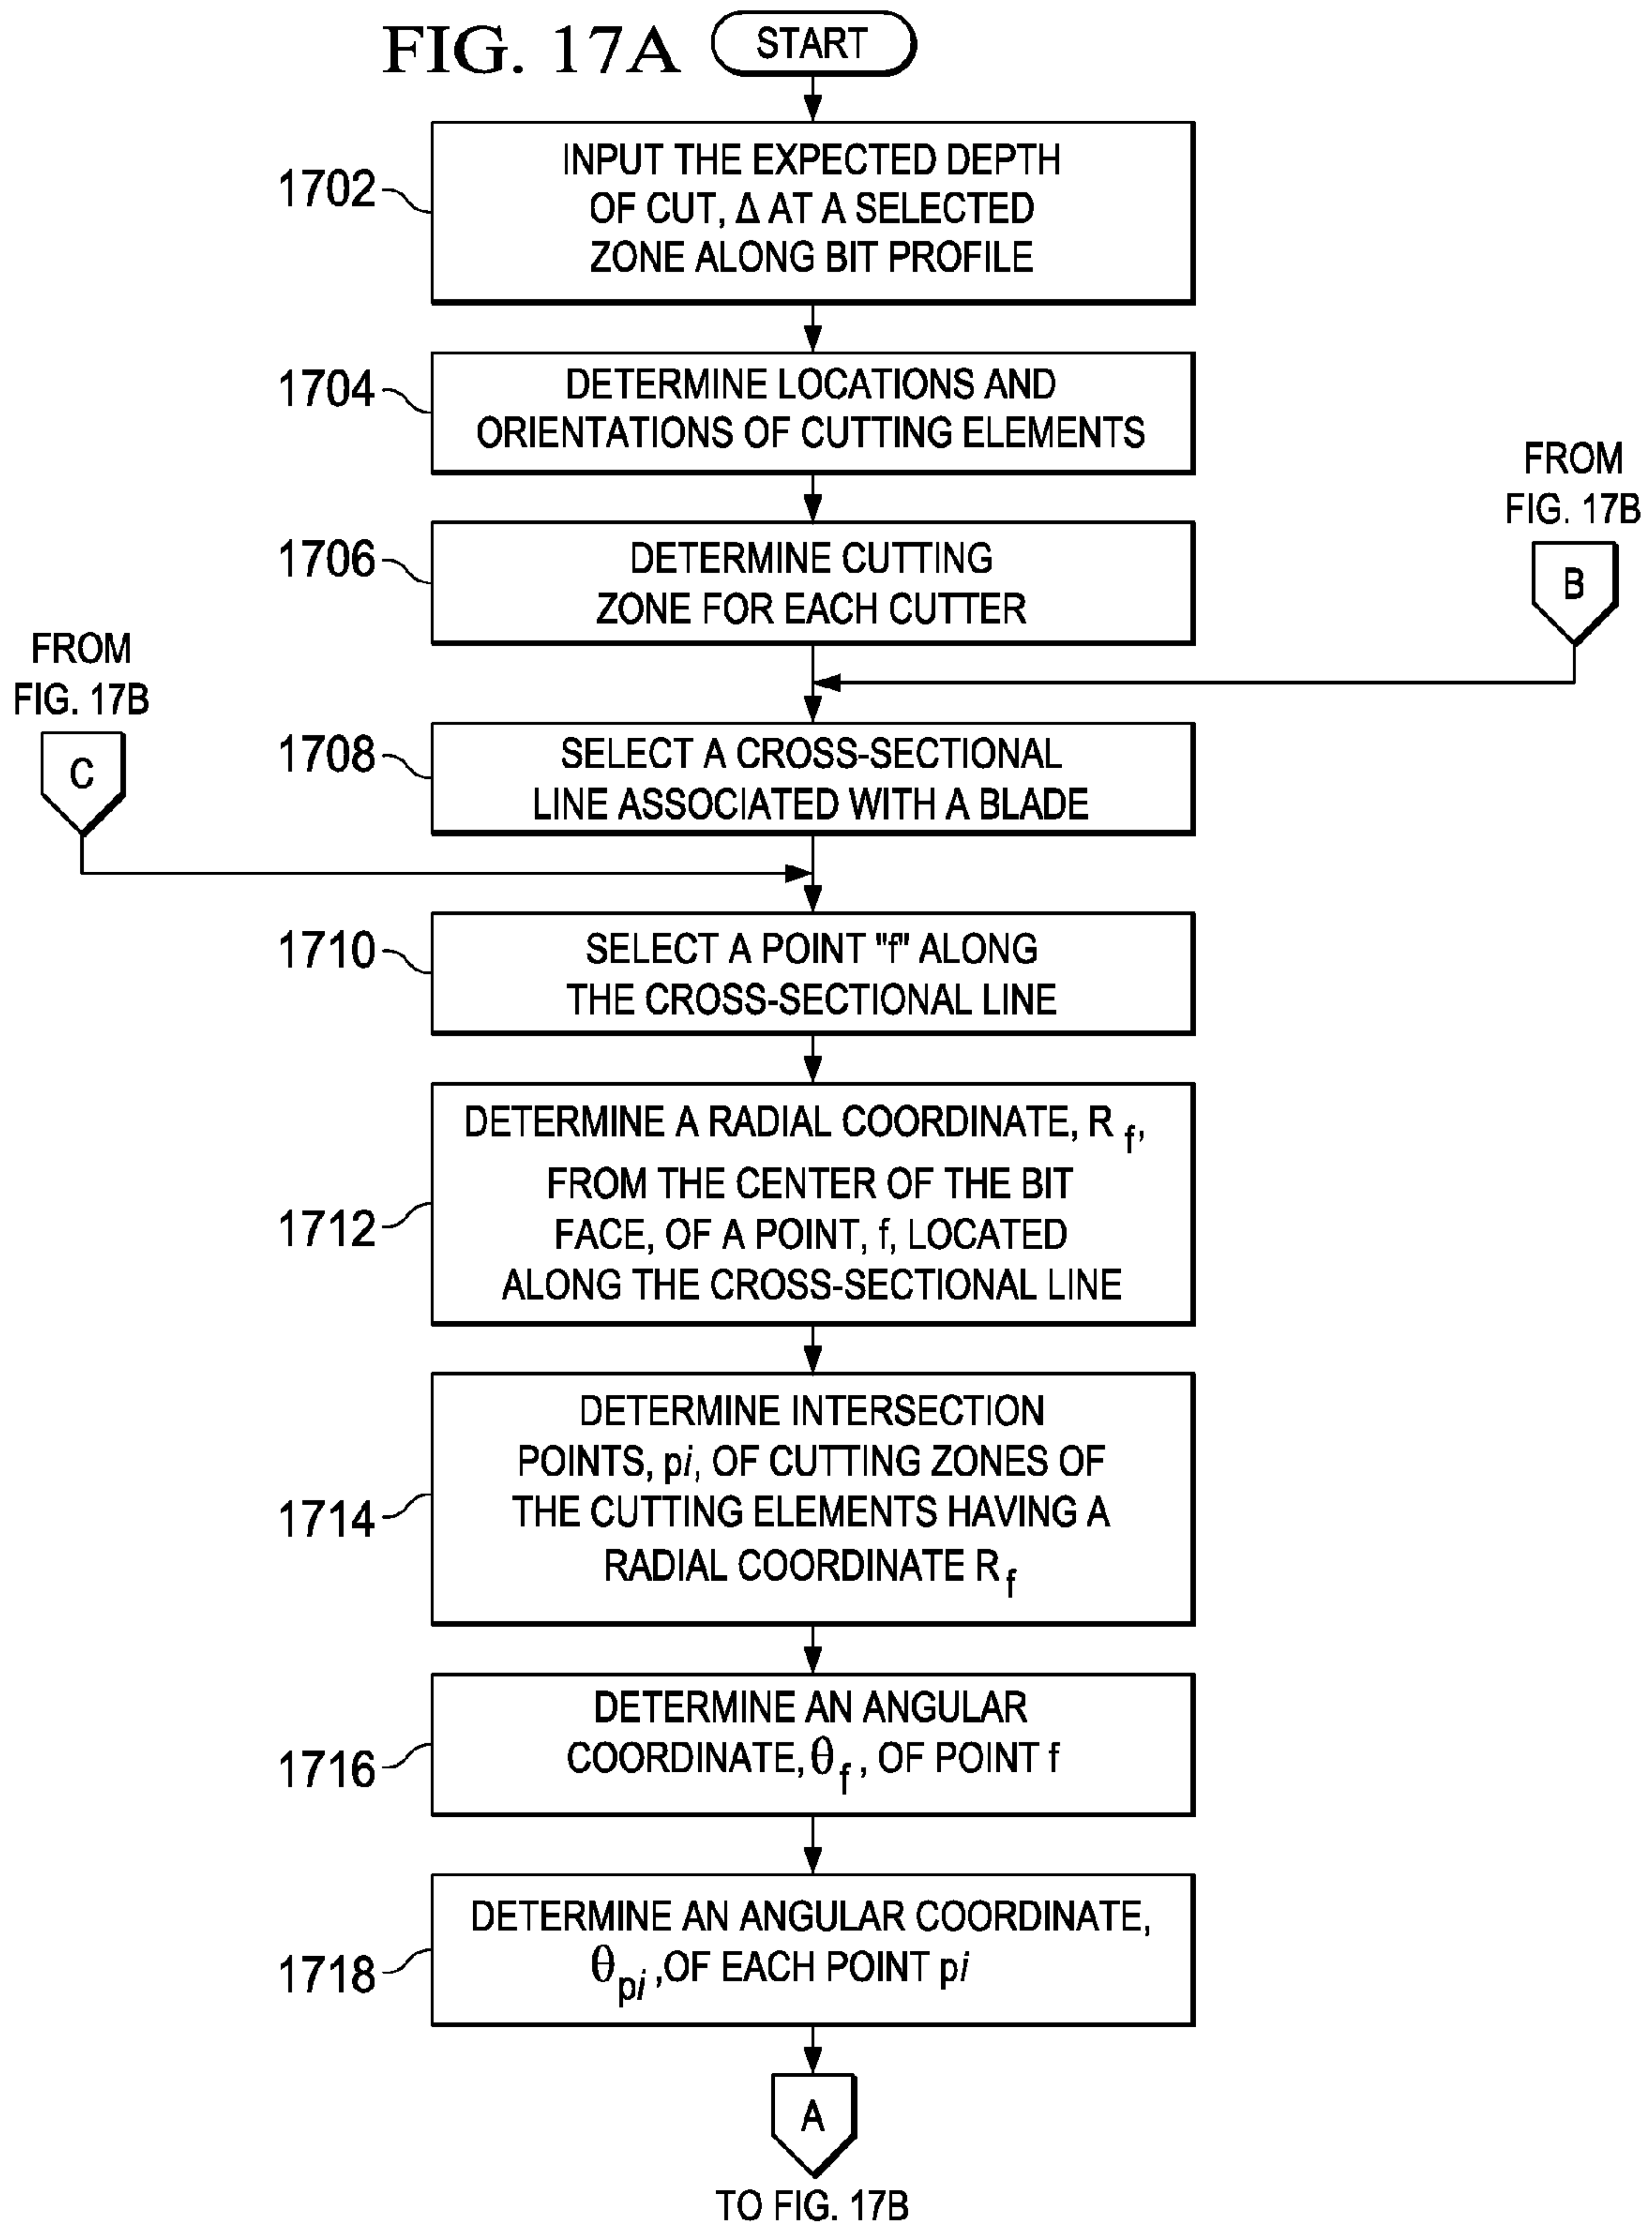 FIG. 17A
START
1702
INPUT THE EXPECTED DEPTH
OF CUT, Δ AT A SELECTED
ZONE ALONG BIT PROFILE
1704
DETERMINE LOCATIONS AND
ORIENTATIONS OF CUTTING ELEMENTS
FROM
FIG. 17B
B
1706
DETERMINE CUTTING
ZONE FOR EACH CUTTER
FROM
FIG. 17B
C
1708
SELECT A CROSS-SECTIONAL
LINE ASSOCIATED WITH A BLADE
1710
SELECT A POINT "f" ALONG
THE CROSS-SECTIONAL LINE
1712
DETERMINE A RADIAL COORDINATE, R f,
FROM THE CENTER OF THE BIT
FACE, OF A POINT, f, LOCATED
ALONG THE CROSS-SECTIONAL LINE
1714
DETERMINE INTERSECTION
POINTS, pi, OF CUTTING ZONES OF
THE CUTTING ELEMENTS HAVING A
RADIAL COORDINATE R f
1716
DETERMINE AN ANGULAR
COORDINATE, θ f, OF POINT f
1718
DETERMINE AN ANGULAR COORDINATE,
θ pi ,OF EACH POINT pi
A
TO FIG. 17B